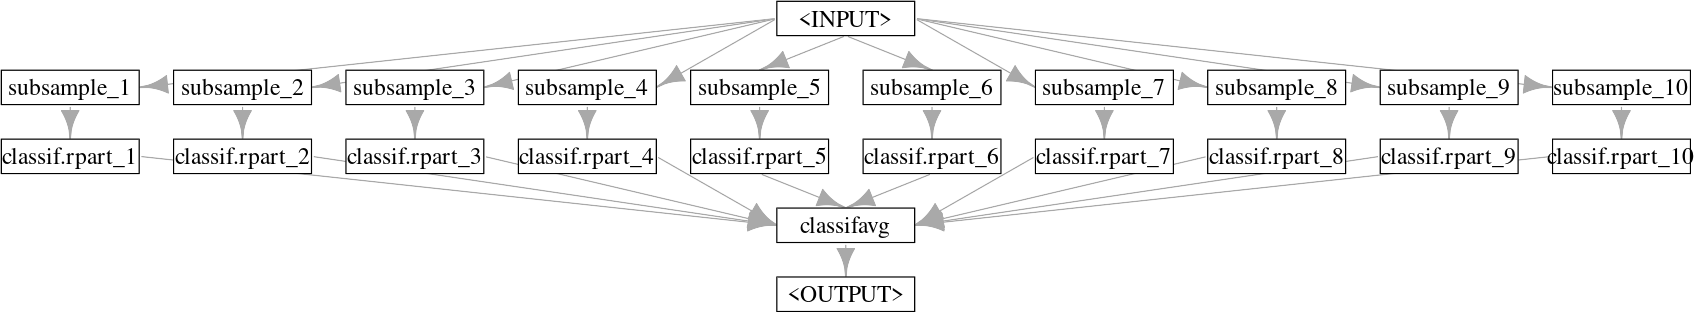 <INPUT>
subsample_1 subsample_2 subsample_3 subsample_4 subsample_5 subsample_6 subsample_7 subsample_8 subsample_9 subsample_10
classif.rpart_1 classif.rpart_2 classif.rpart_3 classif.rpart_4 classif.rpart_5 classif.rpart_6 classif.rpart_7 classif.rpart_8 classif.rpart_9 classif.rpart_10
classifavg
<OUTPUT>